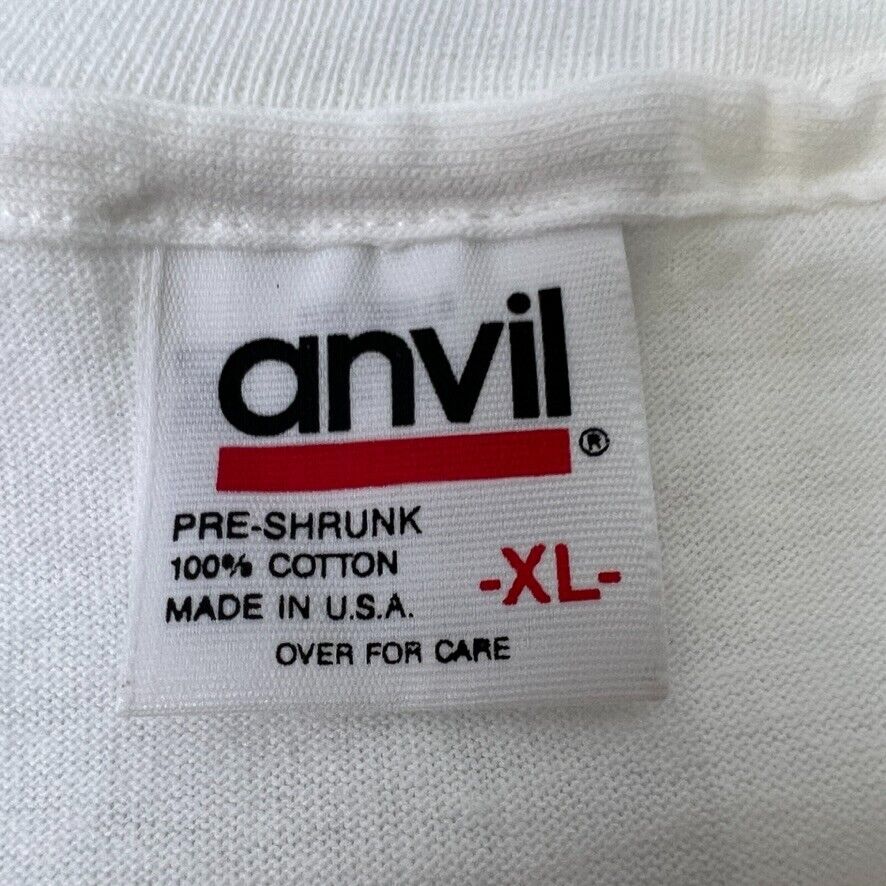 anvil®
PRE-SHRUNK
100% COTTON
MADE IN U.S.A.
-XL-
OVER FOR CARE